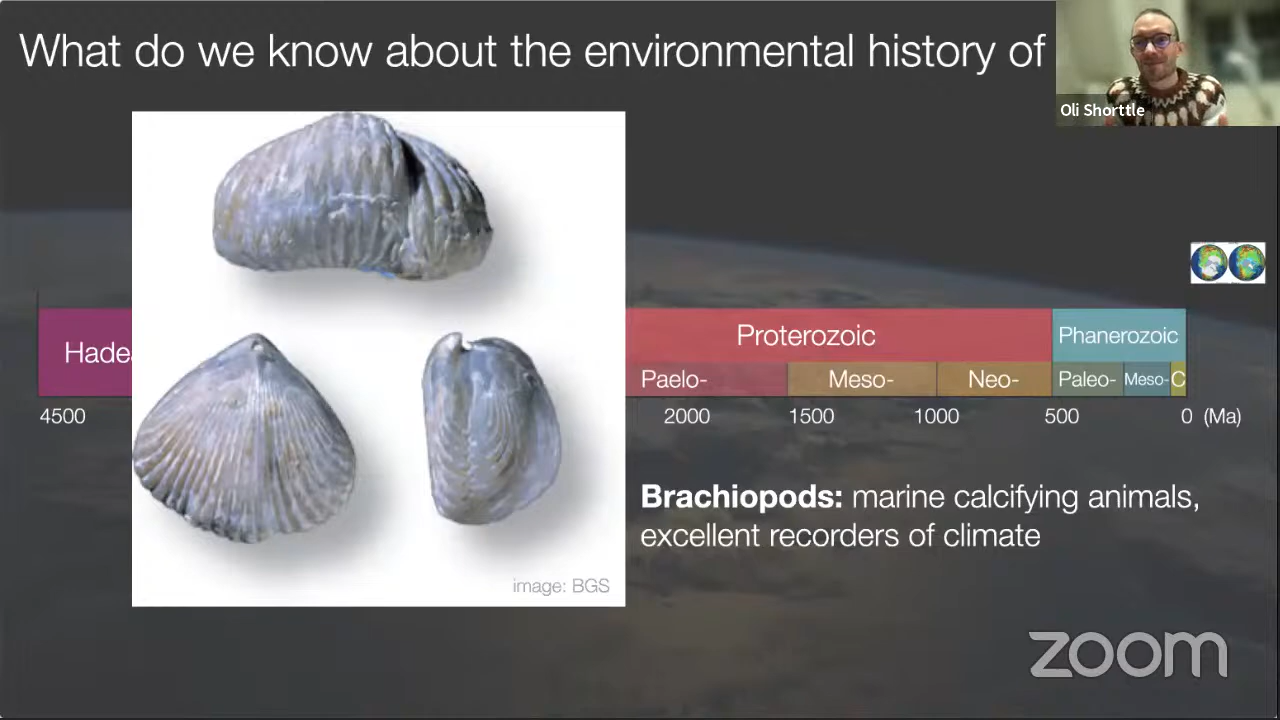 What do we know about the environmental history of
Oli Shorttle
Hade
Proterozoic
Phanerozoic
Paelo-
Meso-
Neo-
Paleo-
Meso-
C
4500
2000
1500
1000
500
0 (Ma)
Brachiopods: marine calcifying animals,
excellent recorders of climate
image: BGS
zoom